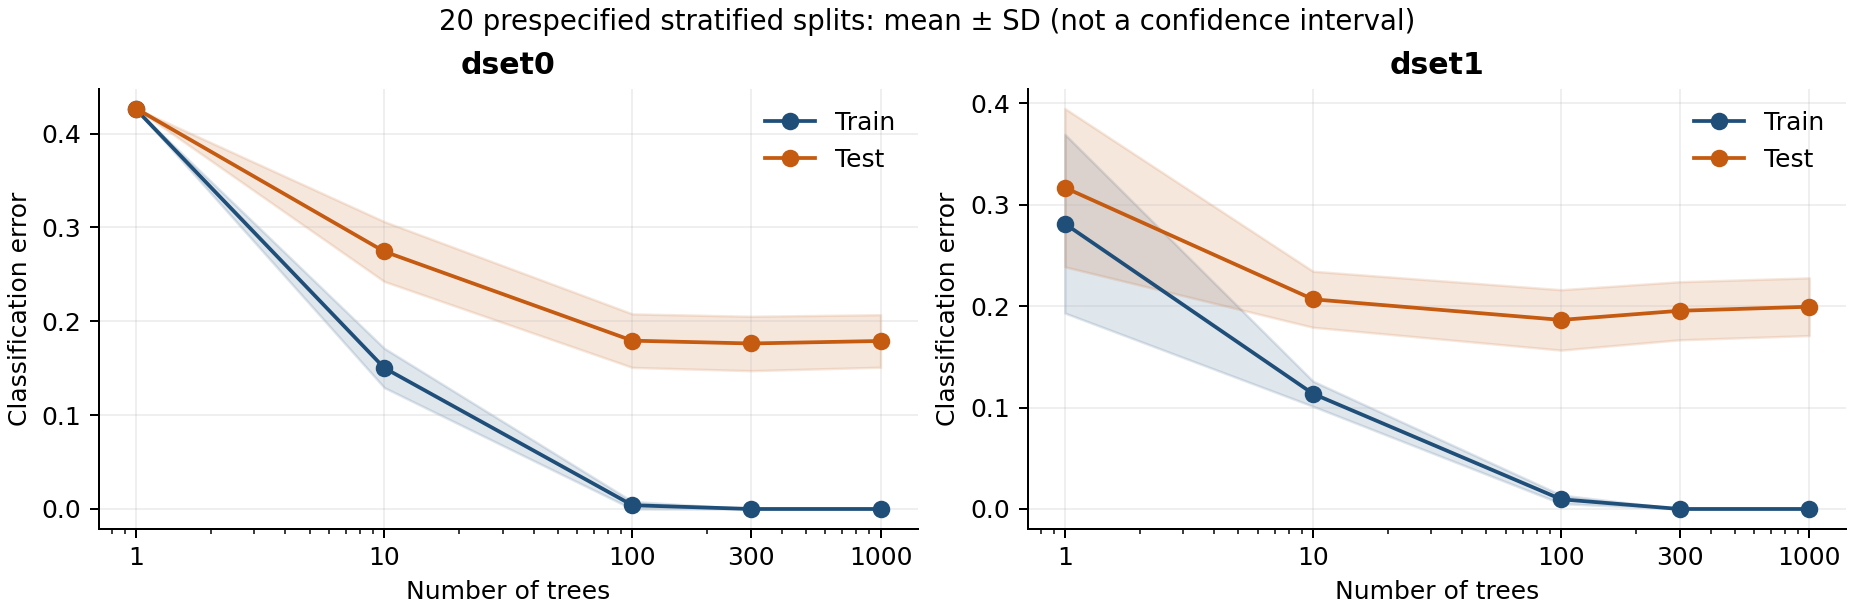 20 prespecified stratified splits: mean ± SD (not a confidence interval)
dset0
Train
Test
Classification error
0.4
0.3
0.2
0.1
0.0
1 10 100 300 1000
Number of trees
dset1
Train
Test
Classification error
0.4
0.3
0.2
0.1
0.0
1 10 100 300 1000
Number of trees